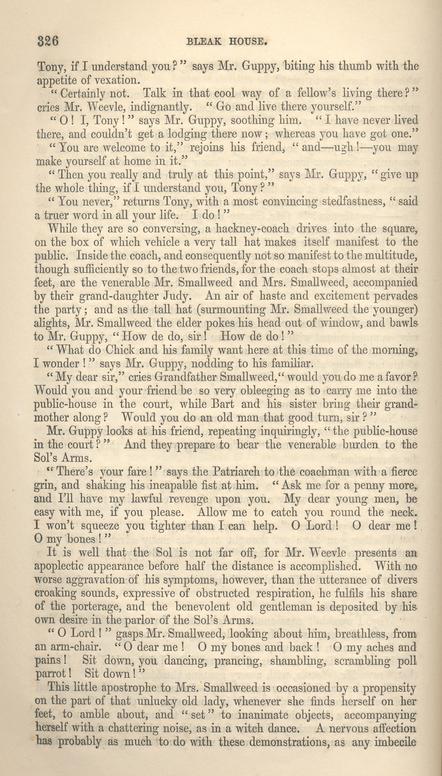 326 BLEAK HOUSE.
Tony, if I understand you?" says Mr. Guppy, biting his thumb with the
appetite of vexation.
"Certainly not. Talk in that cool way of a fellow's living there?"
cries Mr. Weevle, indignantly. "Go and live there yourself."
"O! I, Tony!" says Mr. Guppy, soothing him. "I have never lived
there, and couldn't get a lodging there now; whereas you have got one."
"You are welcome to it," rejoins his friend, "and—ugh!—you may
make yourself at home in it."
"Then you really and truly at this point," says Mr. Guppy, "give up
the whole thing, if I understand you, Tony?"
"You never," returns Tony, with a most convincing stedfastness, "said
a truer word in all your life. I do!"
While they are so conversing, a hackney-coach drives into the square,
on the box of which vehicle a very tall hat makes itself manifest to the
public. Inside the coach, and consequently not so manifest to the multitude,
though sufficiently so to the two friends, for the coach stops almost at their
feet, are the venerable Mr. Smallweed and Mrs. Smallweed, accompanied
by their grand-daughter Judy. An air of haste and excitement pervades
the party; and as the tall hat (surmounting Mr. Smallweed the younger)
alights, Mr. Smallweed the elder pokes his head out of window, and bawls
to Mr. Guppy, "How de do, sir! How de do!"
"What do Chick and his family want here at this time of the morning,
I wonder!" says Mr. Guppy, nodding to his familiar.
"My dear sir," cries Grandfather Smallweed, "would you do me a favor?
Would you and your friend be so very obleeging as to carry me into the
public-house in the court, while Bart and his sister bring their grand-
mother along? Would you do an old man that good turn, sir?"
Mr. Guppy looks at his friend, repeating inquiringly, "the public-house
in the court?" And they prepare to bear the venerable burden to the
Sol's Arms.
"There's your fare!" says the Patriarch to the coachman with a fierce
grin, and shaking his incapable fist at him. "Ask me for a penny more,
and I'll have my lawful revenge upon you. My dear young men, be
easy with me, if you please. Allow me to catch you round the neck.
I won't squeeze you tighter than I can help. O Lord! O dear me!
O my bones!"
It is well that the Sol is not far off, for Mr. Weevle presents an
apoplectic appearance before half the distance is accomplished. With no
worse aggravation of his symptoms, however, than the utterance of divers
croaking sounds, expressive of obstructed respiration, he fulfils his share
of the porterage, and the benevolent old gentleman is deposited by his
own desire in the parlor of the Sol's Arms.
"O Lord!" gasps Mr. Smallweed, looking about him, breathless, from
an arm-chair. "O dear me! O my bones and back! O my aches and
pains! Sit down, you dancing, prancing, shambling, scrambling poll
parrot! Sit down!"
This little apostrophe to Mrs. Smallweed is occasioned by a propensity
on the part of that unlucky old lady, whenever she finds herself on her
feet, to amble about, and "set" to inanimate objects, accompanying
herself with a chattering noise, as in a witch dance. A nervous affection
has probably as much to do with these demonstrations, as any imbecile